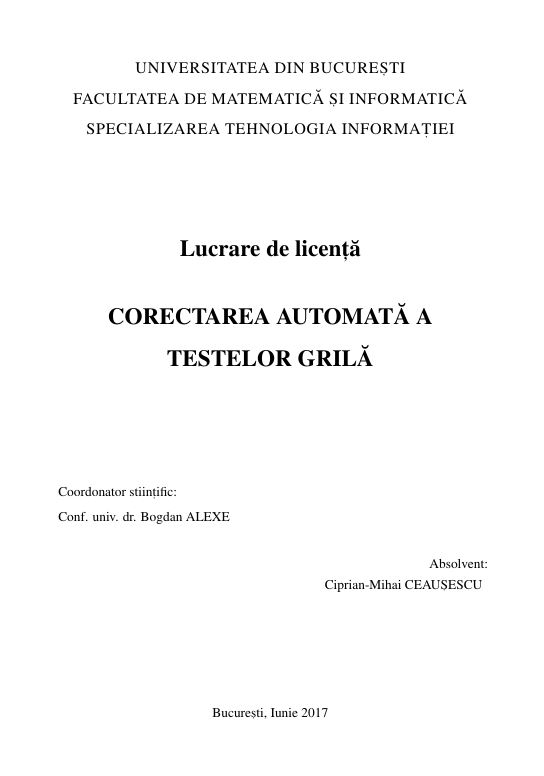 UNIVERSITATEA DIN BUCUREȘTI
FACULTATEA DE MATEMATICĂ ȘI INFORMATICĂ
SPECIALIZAREA TEHNOLOGIA INFORMAȚIEI
Lucrare de licență
CORECTAREA AUTOMATĂ A
TESTELOR GRILĂ
Coordonator stiințific:
Conf. univ. dr. Bogdan ALEXE
Absolvent:
Ciprian-Mihai CEAUȘESCU
București, Iunie 2017